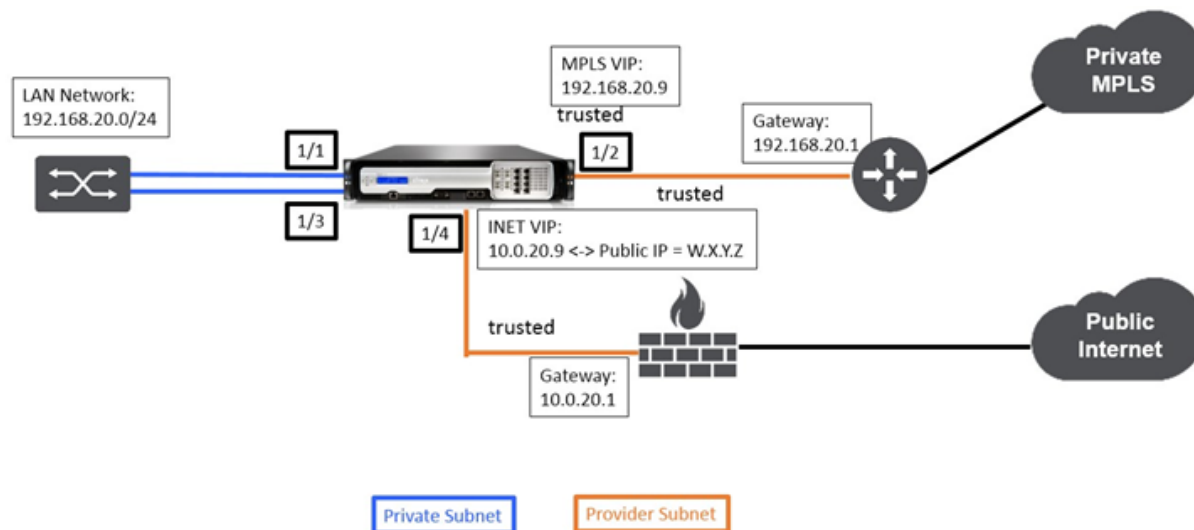 Private
MPLS
MPLS VIP:
192.168.20.9
LAN Network:
192.168.20.0/24
trusted
Gateway:
192.168.20.1
1/1
1/2
trusted
1/3
1/4
INET VIP:
10.0.20.9 <-> Public IP = W.X.Y.Z
trusted
Public
Internet
Gateway:
10.0.20.1
Private Subnet
Provider Subnet